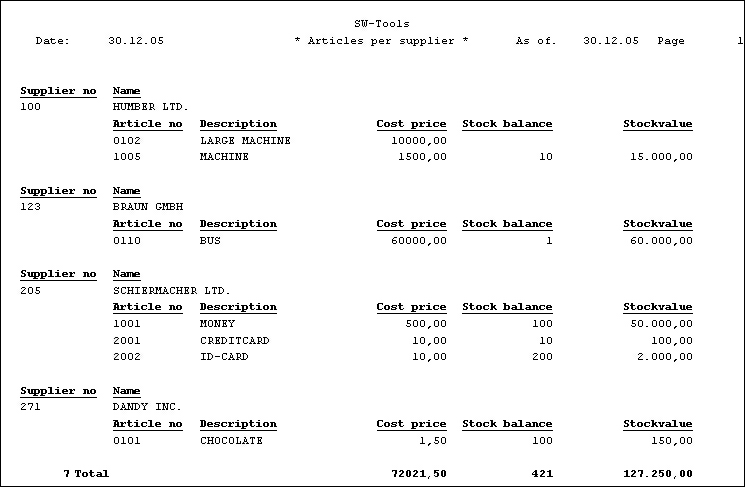 SW-Tools
Date: 30.12.05 * Articles per supplier * As of. 30.12.05 Page 1
Supplier no Name
100 HUMBER LTD.
Article no Description Cost price Stock balance Stockvalue
0102 LARGE MACHINE 10000,00
1005 MACHINE 1500,00 10 15.000,00
Supplier no Name
123 BRAUN GMBH
Article no Description Cost price Stock balance Stockvalue
0110 BUS 60000,00 1 60.000,00
Supplier no Name
205 SCHIERMACHER LTD.
Article no Description Cost price Stock balance Stockvalue
1001 MONEY 500,00 100 50.000,00
2001 CREDITCARD 10,00 10 100,00
2002 ID-CARD 10,00 200 2.000,00
Supplier no Name
271 DANDY INC.
Article no Description Cost price Stock balance Stockvalue
0101 CHOCOLATE 1,50 100 150,00
7 Total 72021,50 421 127.250,00